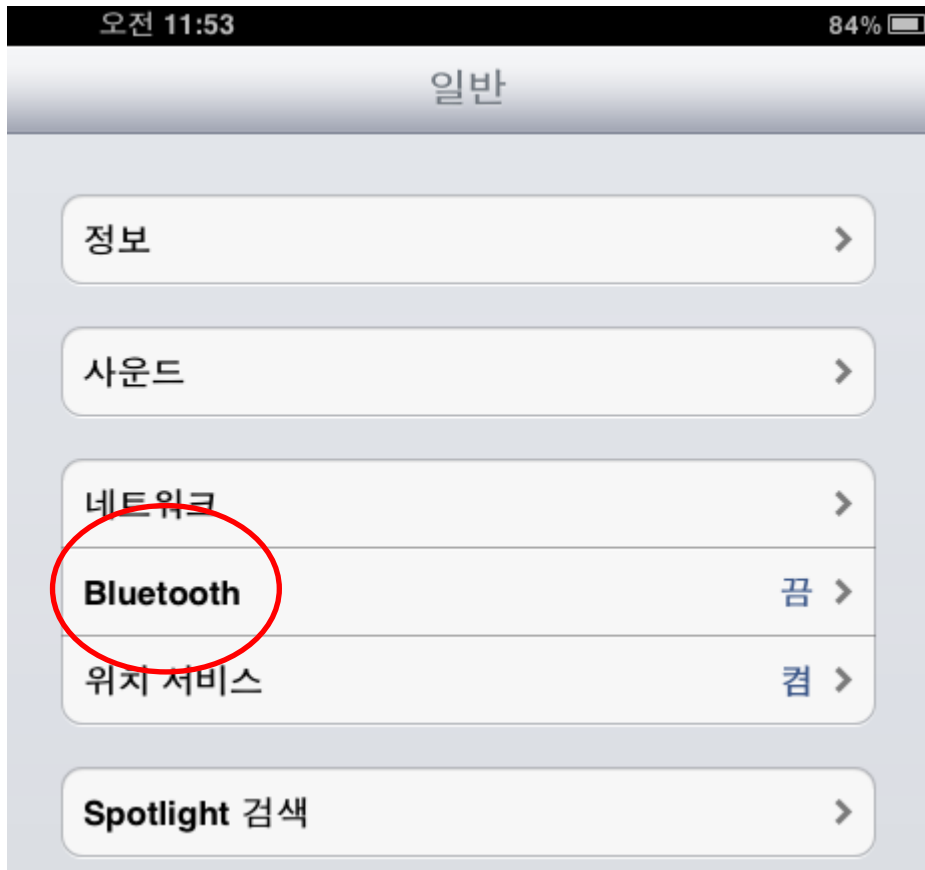 오전 11:53
84%
일반
정보
사운드
네트워크
Bluetooth 끔
위치 서비스 켬
Spotlight 검색